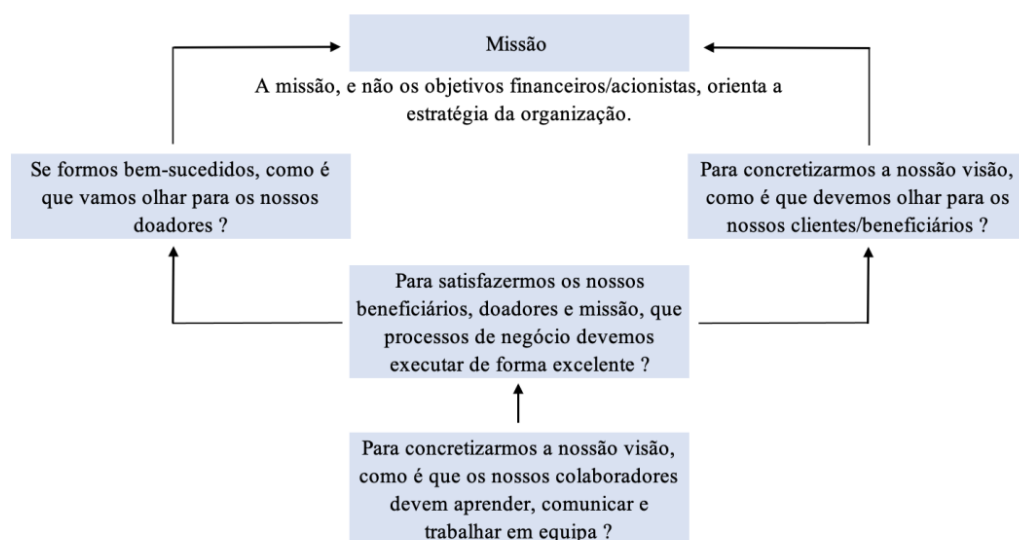 Missão
A missão, e não os objetivos financeiros/acionistas, orienta a
estratégia da organização.
Se formos bem-sucedidos, como é
que vamos olhar para os nossos
doadores ?
Para concretizarmos a nossão visão,
como é que devemos olhar para os
nossos clientes/beneficiários ?
Para satisfazermos os nossos
beneficiários, doadores e missão, que
processos de negócio devemos
executar de forma excelente ?
Para concretizarmos a nossão visão,
como é que os nossos colaboradores
devem aprender, comunicar e
trabalhar em equipa ?